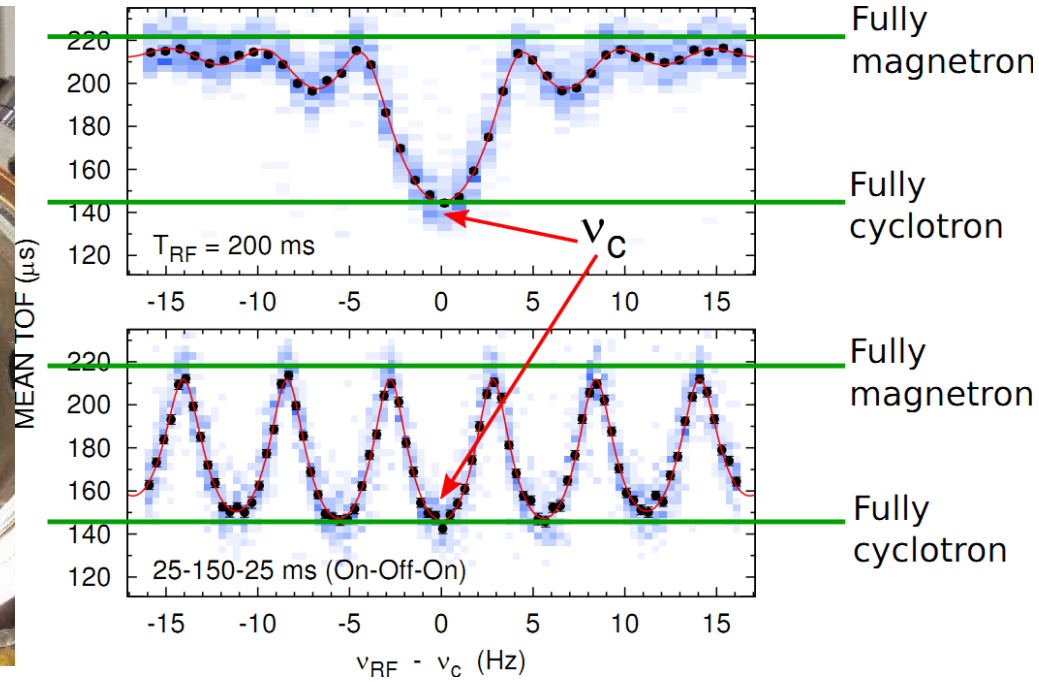 220
200
180
160
140
120
T_RF = 200 ms
-15 -10 -5 0 5 10 15
Fully
magnetron
Fully
cyclotron
ν_c
MEAN TOF (μs)
220
200
180
160
140
120
25-150-25 ms (On-Off-On)
-15 -10 -5 0 5 10 15
ν_RF - ν_c (Hz)
Fully
magnetron
Fully
cyclotron